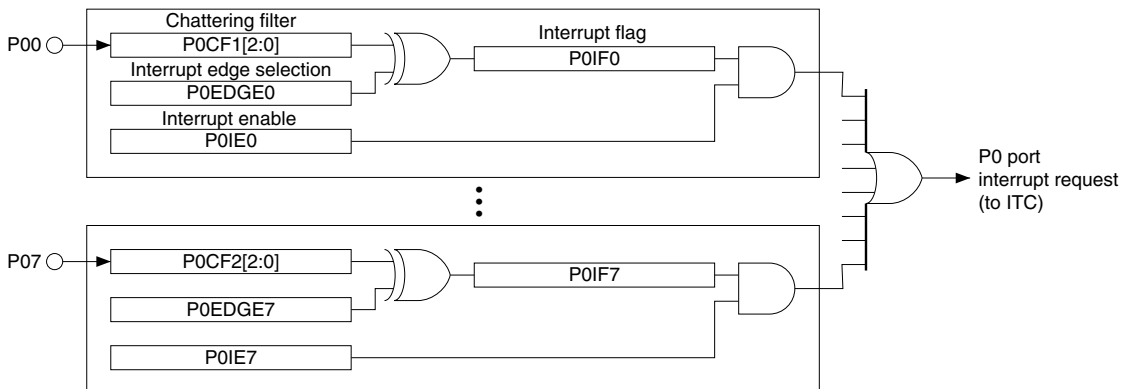 Chattering filter
P00
P0CF1[2:0]
Interrupt flag
P0IF0
Interrupt edge selection
P0EDGE0
Interrupt enable
P0IE0
P0 port
interrupt request
(to ITC)
P07
P0CF2[2:0]
P0IF7
P0EDGE7
P0IE7